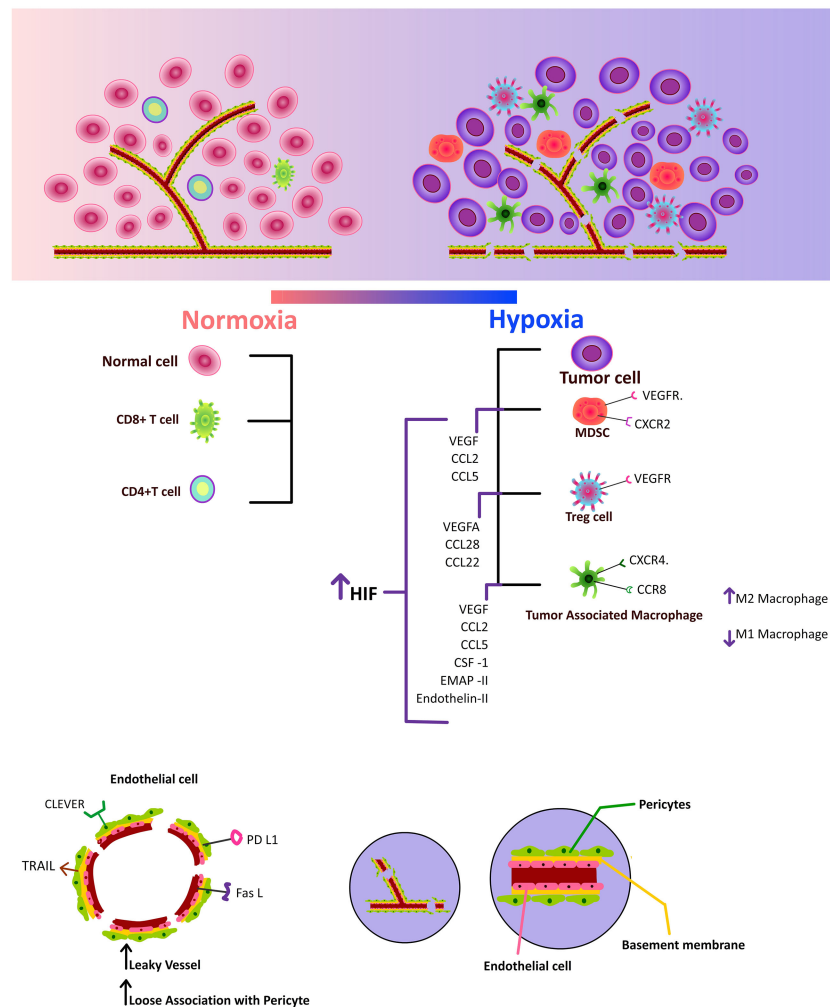 Normoxia
Hypoxia
Normal cell
CD8+ T cell
CD4+T cell
Tumor cell
VEGFR.
CXCR2
MDSC
VEGF
CCL2
CCL5
VEGFR
Treg cell
VEGFA
CCL28
CCL22
HIF
CXCR4.
CCR8
Tumor Associated Macrophage
M2 Macrophage
M1 Macrophage
VEGF
CCL2
CCL5
CSF -1
EMAP -II
Endothelin-II
Endothelial cell
CLEVER
PD L1
TRAIL
Fas L
Leaky Vessel
Loose Association with Pericyte
Pericytes
Basement membrane
Endothelial cell